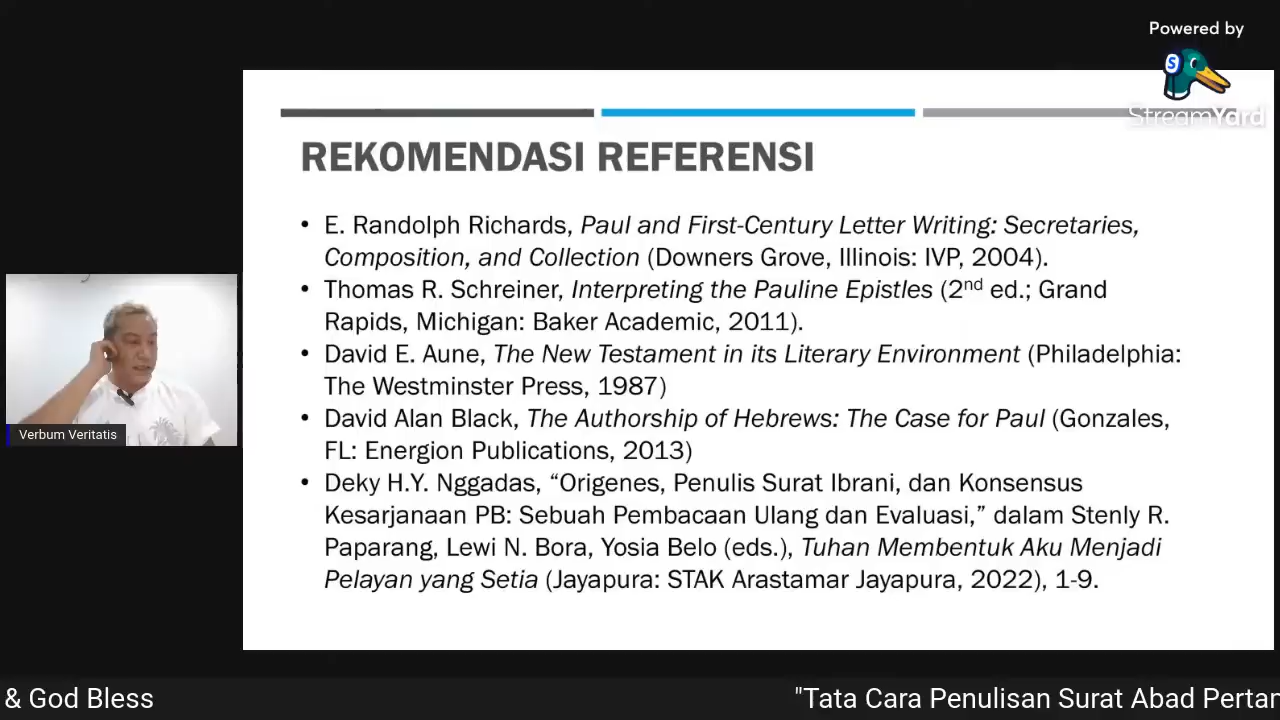 Powered by
StreamYard
REKOMENDASI REFERENSI
• E. Randolph Richards, Paul and First-Century Letter Writing: Secretaries,
Composition, and Collection (Downers Grove, Illinois: IVP, 2004).
• Thomas R. Schreiner, Interpreting the Pauline Epistles (2nd ed.; Grand
Rapids, Michigan: Baker Academic, 2011).
• David E. Aune, The New Testament in its Literary Environment (Philadelphia:
The Westminster Press, 1987)
• David Alan Black, The Authorship of Hebrews: The Case for Paul (Gonzales,
FL: Energion Publications, 2013)
• Deky H.Y. Nggadas, “Origenes, Penulis Surat Ibrani, dan Konsensus
Kesarjanaan PB: Sebuah Pembacaan Ulang dan Evaluasi,” dalam Stenly R.
Paparang, Lewi N. Bora, Yosia Belo (eds.), Tuhan Membentuk Aku Menjadi
Pelayan yang Setia (Jayapura: STAK Arastamar Jayapura, 2022), 1-9.
Verbum Veritatis
& God Bless
"Tata Cara Penulisan Surat Abad Pertan